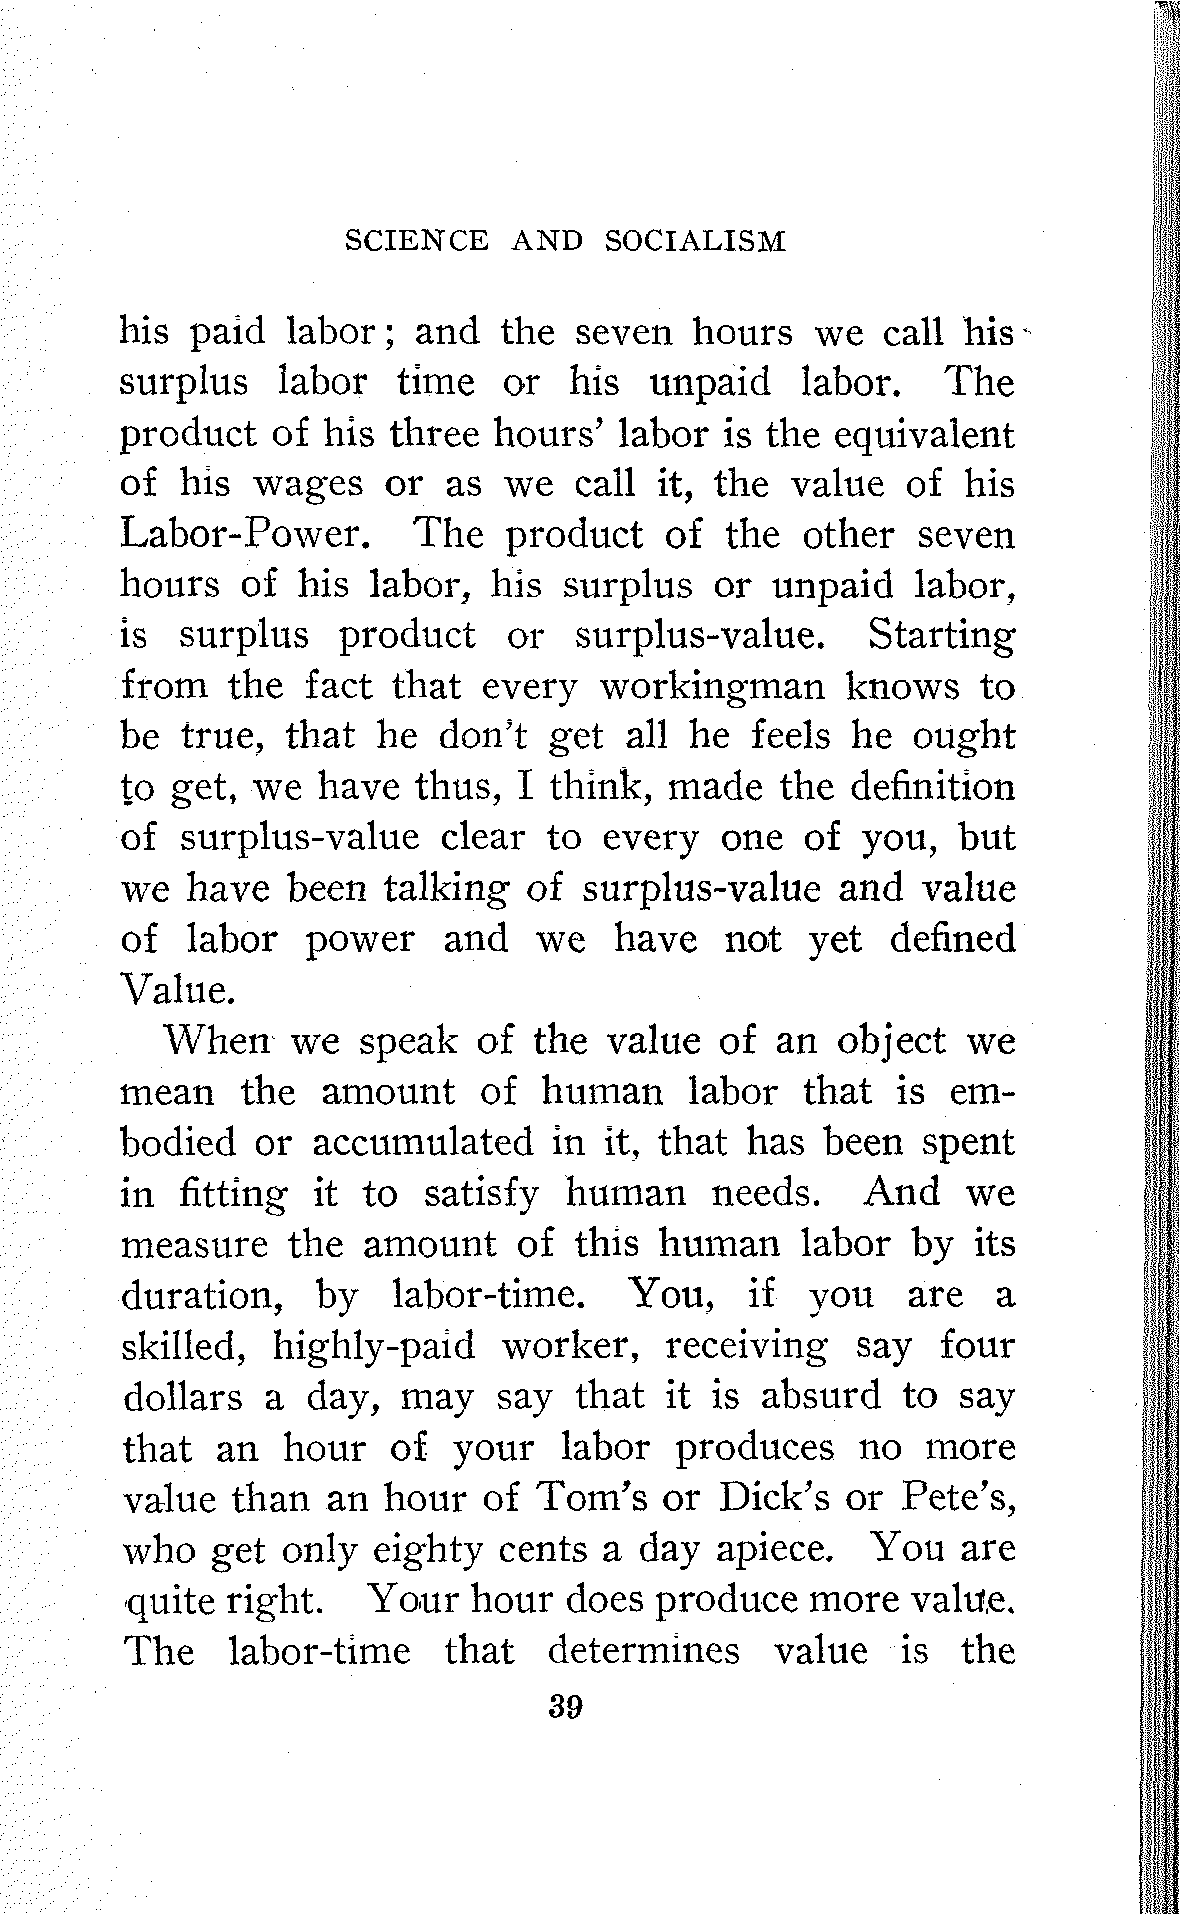 SCIENCE AND SOCIALISM
his paid labor; and the seven hours we call his
surplus labor time or his unpaid labor. The
product of his three hours' labor is the equivalent
of his wages or as we call it, the value of his
Labor-Power. The product of the other seven
hours of his labor, his surplus or unpaid labor,
is surplus product or surplus-value. Starting
from the fact that every workingman knows to
be true, that he don't get all he feels he ought
to get, we have thus, I think, made the definition
of surplus-value clear to every one of you, but
we have been talking of surplus-value and value
of labor power and we have not yet defined
Value.
When we speak of the value of an object we
mean the amount of human labor that is em-
bodied or accumulated in it, that has been spent
in fitting it to satisfy human needs. And we
measure the amount of this human labor by its
duration, by labor-time. You, if you are a
skilled, highly-paid worker, receiving say four
dollars a day, may say that it is absurd to say
that an hour of your labor produces no more
value than an hour of Tom's or Dick's or Pete's,
who get only eighty cents a day apiece. You are
quite right. Your hour does produce more value.
The labor-time that determines value is the
39